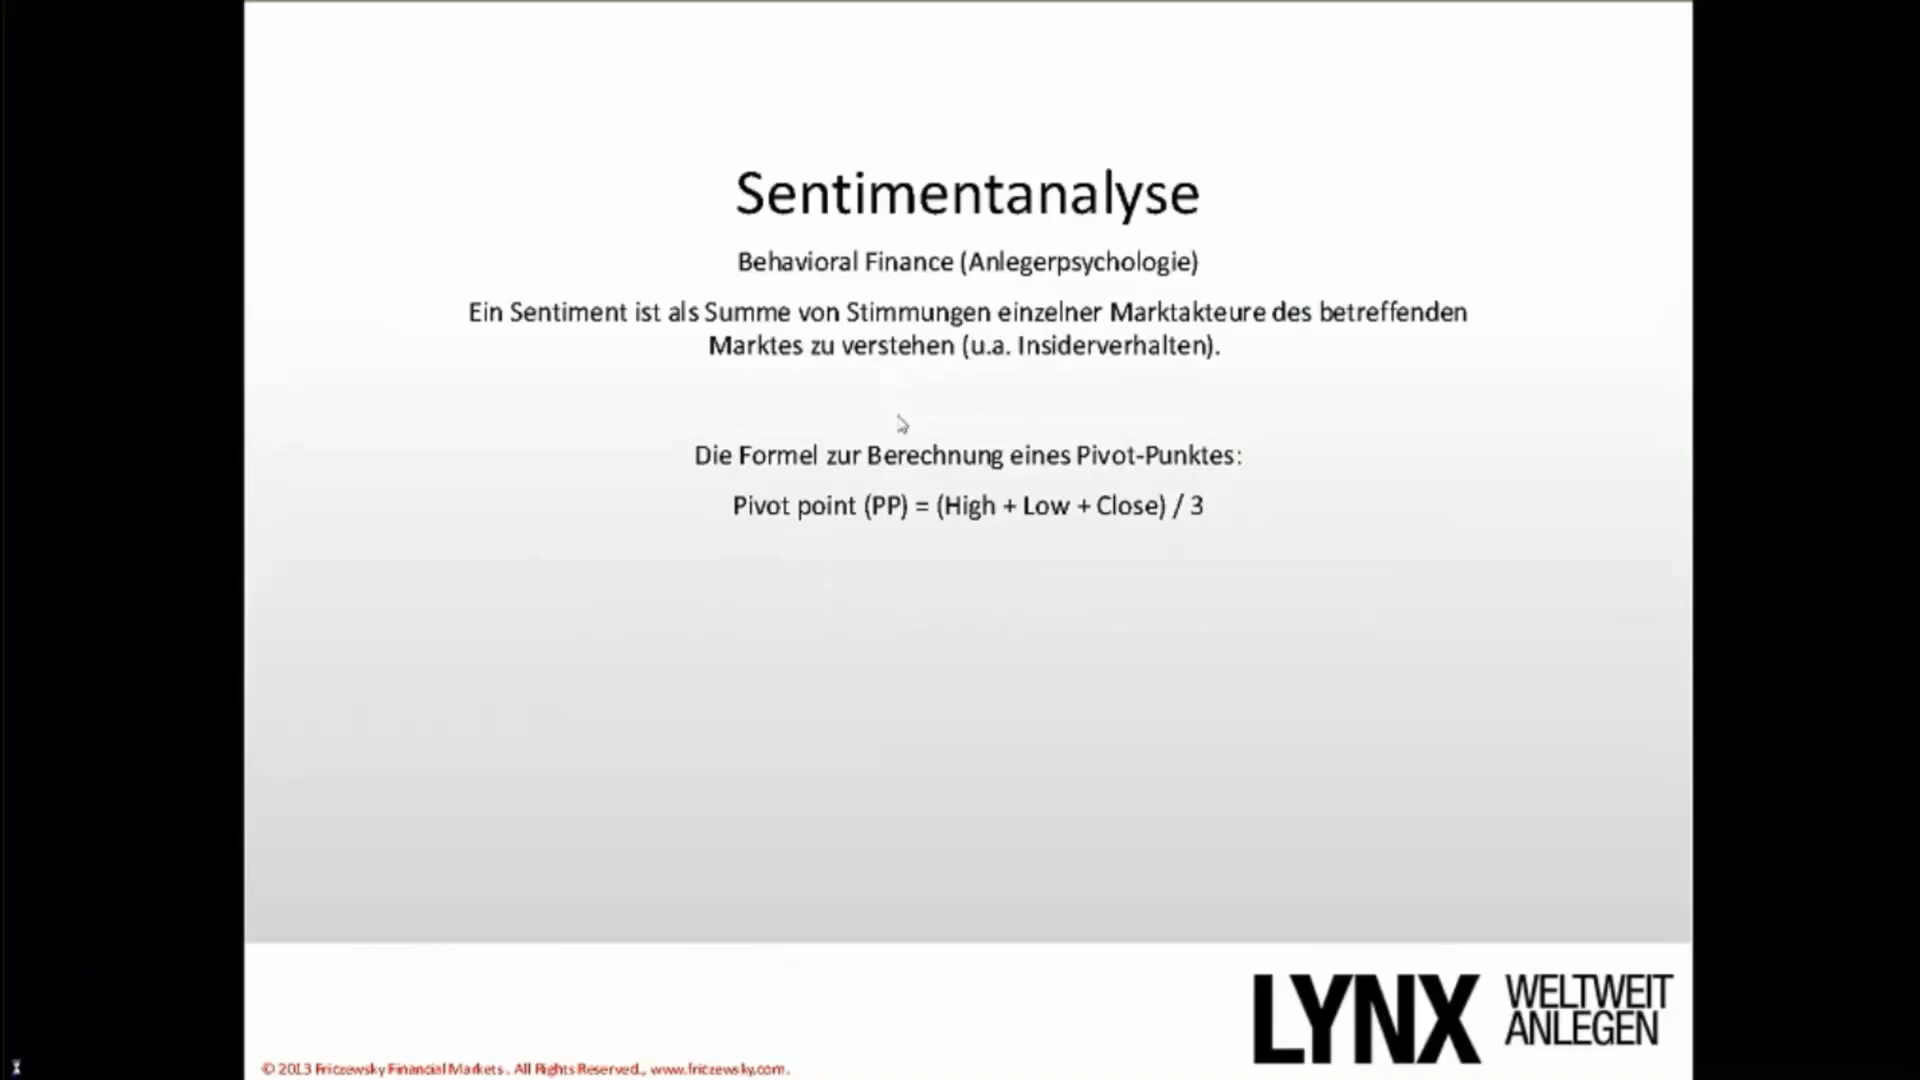 Sentimentanalyse
Behavioral Finance (Anlegerpsychologie)
Ein Sentiment ist als Summe von Stimmungen einzelner Marktakteure des betreffenden
Marktes zu verstehen (u.a. Insiderverhalten).
Die Formel zur Berechnung eines Pivot-Punktes:
Pivot point (PP) = (High + Low + Close) / 3
LYNX WELTWEIT
ANLEGEN
© 2013 Friczewsky Financial Markets . All Rights Reserved., www.friczewsky.com.